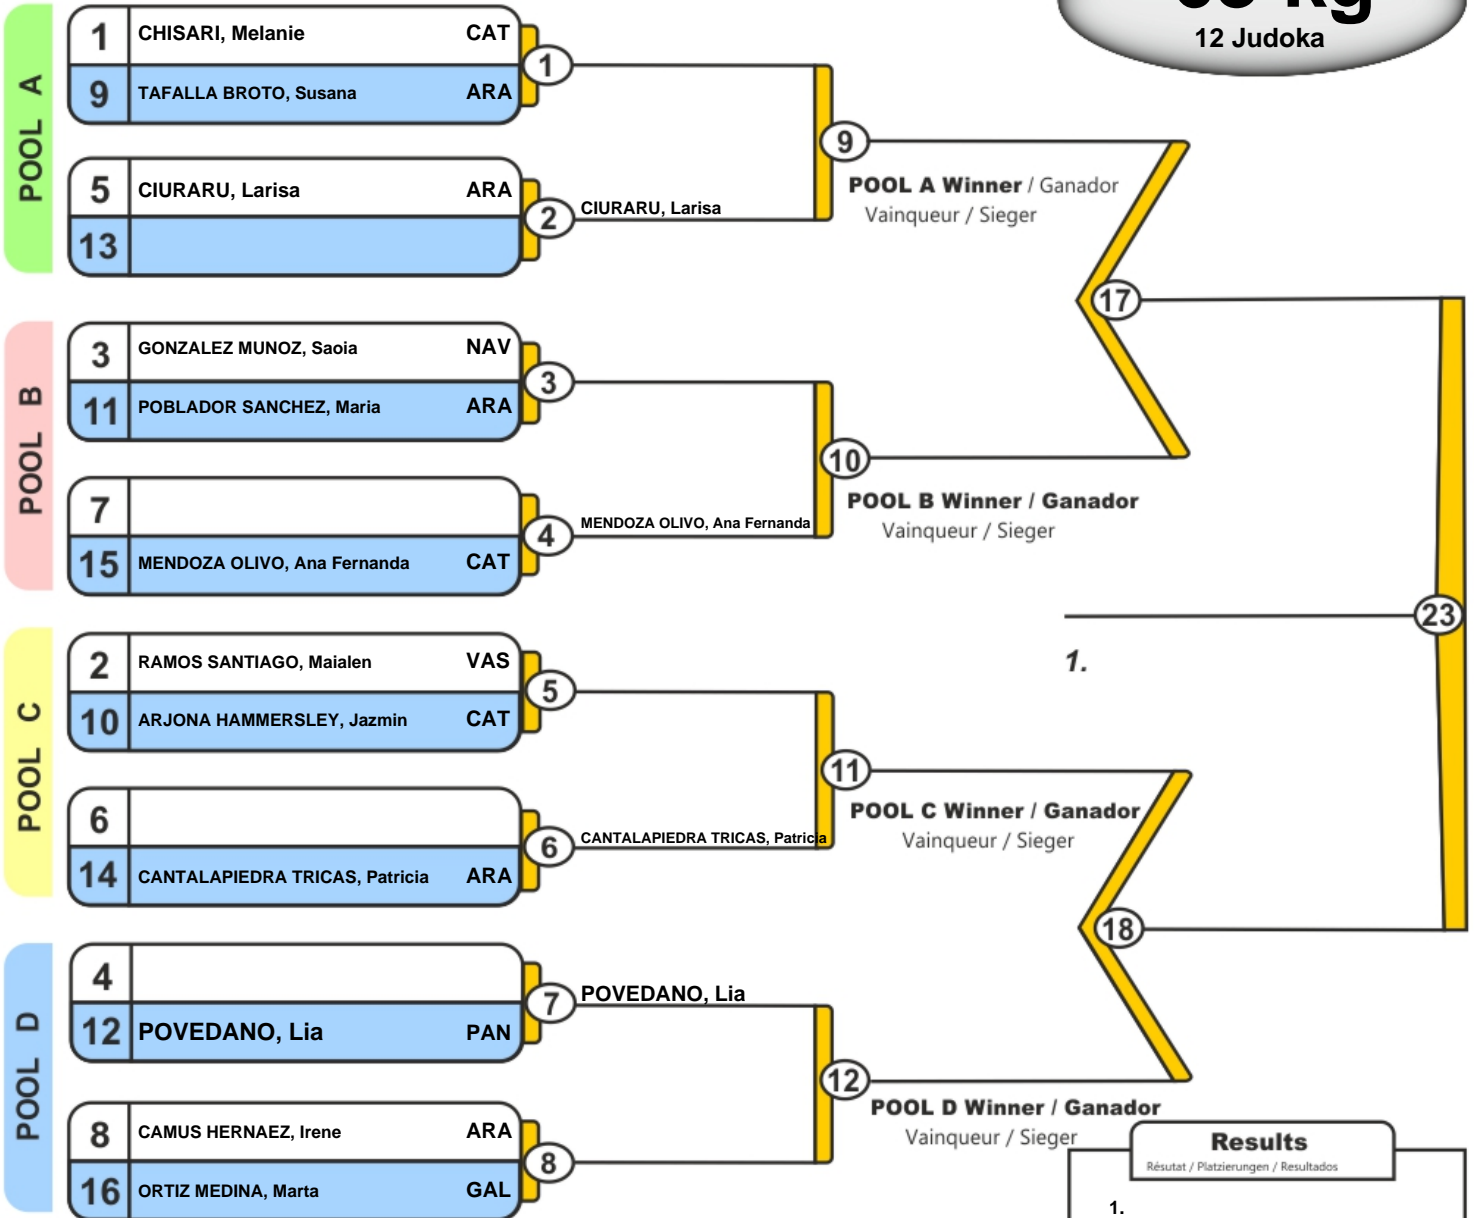 12 Judoka
POOL A
1 CHISARI, Melanie CAT
9 TAFALLA BROTO, Susana ARA
1
5 CIURARU, Larisa ARA
13
2 CIURARU, Larisa
9
POOL A Winner / Ganador
Vainqueur / Sieger
17
POOL B
3 GONZALEZ MUNOZ, Saoia NAV
11 POBLADOR SANCHEZ, Maria ARA
3
7
15 MENDOZA OLIVO, Ana Fernanda CAT
4 MENDOZA OLIVO, Ana Fernanda
10
POOL B Winner / Ganador
Vainqueur / Sieger
23
1.
POOL C
2 RAMOS SANTIAGO, Maialen VAS
10 ARJONA HAMMERSLEY, Jazmin CAT
5
6
14 CANTALAPIEDRA TRICAS, Patricia ARA
6 CANTALAPIEDRA TRICAS, Patricia
11
POOL C Winner / Ganador
Vainqueur / Sieger
18
POOL D
4
12 POVEDANO, Lia PAN
7 POVEDANO, Lia
8 CAMUS HERNAEZ, Irene ARA
16 ORTIZ MEDINA, Marta GAL
8
12
POOL D Winner / Ganador
Vainqueur / Sieger
Results
Résutat / Platzierungen / Resultados
1.